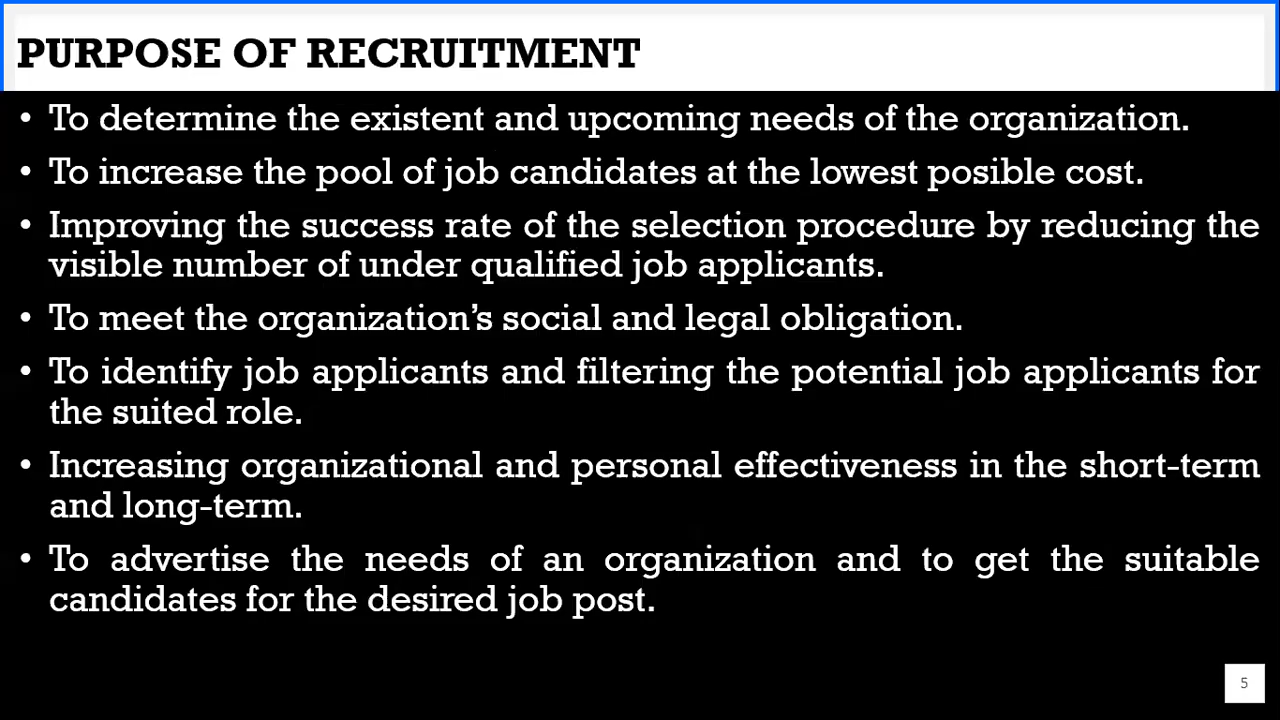 PURPOSE OF RECRUITMENT
• To determine the existent and upcoming needs of the organization.
• To increase the pool of job candidates at the lowest posible cost.
• Improving the success rate of the selection procedure by reducing the
visible number of under qualified job applicants.
• To meet the organization’s social and legal obligation.
• To identify job applicants and filtering the potential job applicants for
the suited role.
• Increasing organizational and personal effectiveness in the short-term
and long-term.
• To advertise the needs of an organization and to get the suitable
candidates for the desired job post.
5